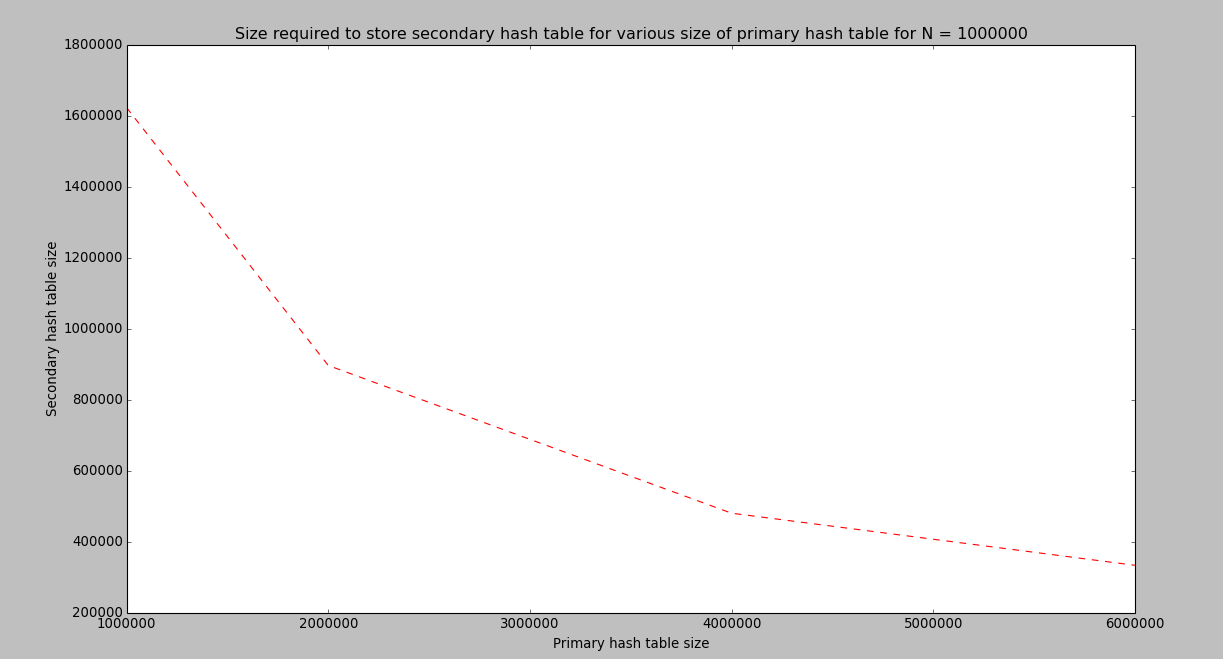 Size required to store secondary hash table for various size of primary hash table for N = 1000000
1800000
1600000
1400000
1200000
1000000
800000
600000
400000
200000
Secondary hash table size
1000000 2000000 3000000 4000000 5000000 6000000
Primary hash table size